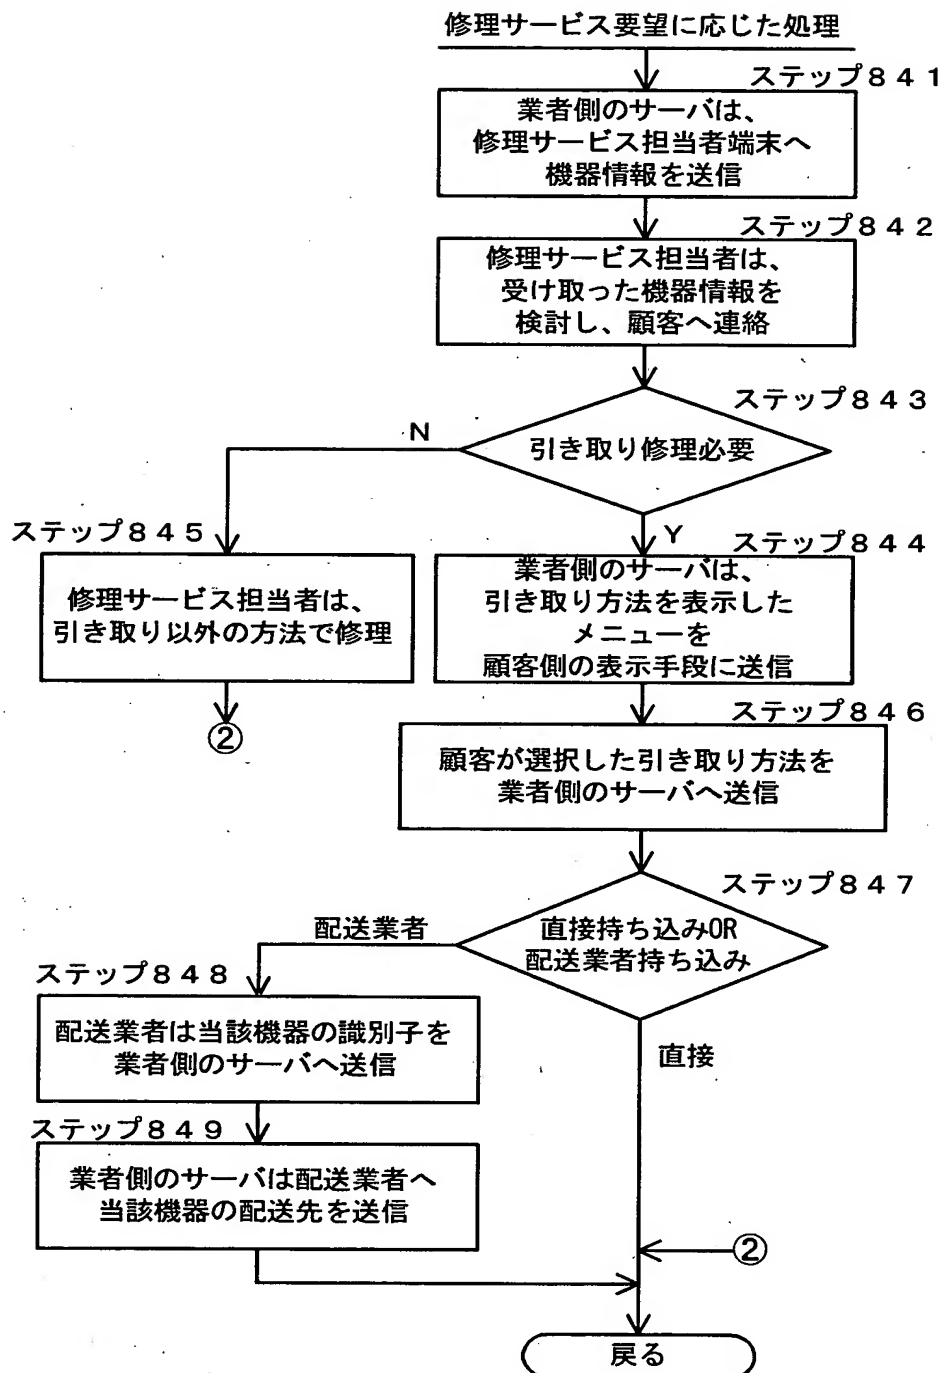 修理サービス要望に応じた処理
ステップ841
業者側のサーバは、
修理サービス担当者端末へ
機器情報を送信
ステップ842
修理サービス担当者は、
受け取った機器情報を
検討し、顧客へ連絡
ステップ843
引き取り修理必要
N
Y
ステップ845
修理サービス担当者は、
引き取り以外の方法で修理
②
ステップ844
業者側のサーバは、
引き取り方法を表示した
メニューを
顧客側の表示手段に送信
ステップ846
顧客が選択した引き取り方法を
業者側のサーバへ送信
ステップ847
直接持ち込みOR
配送業者持ち込み
配送業者
直接
ステップ848
配送業者は当該機器の識別子を
業者側のサーバへ送信
ステップ849
業者側のサーバは配送業者へ
当該機器の配送先を送信
②
戻る